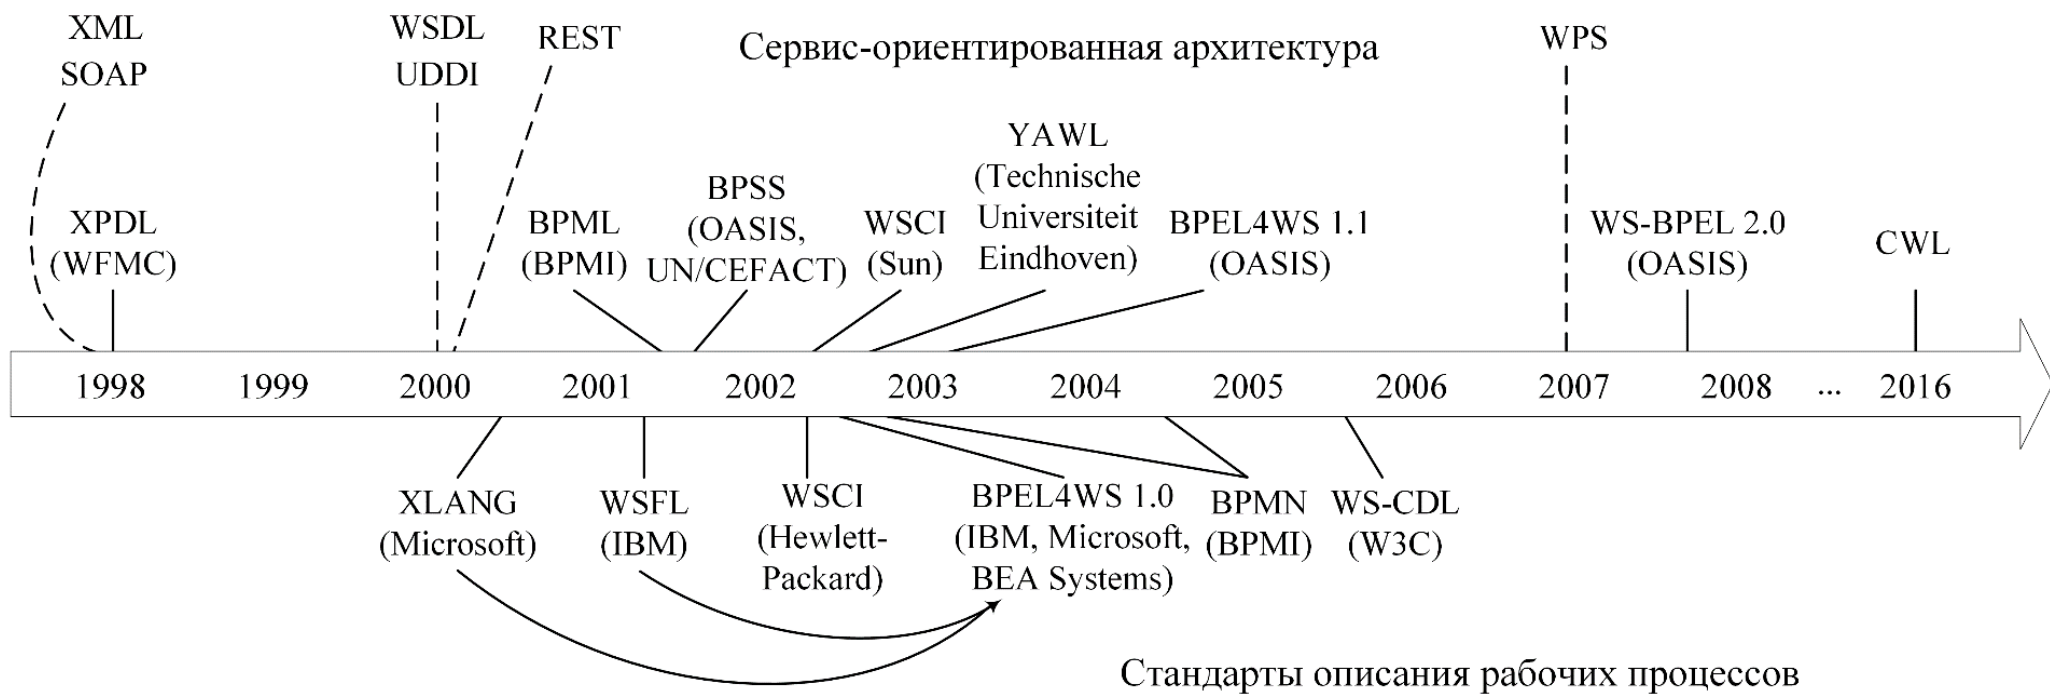 XML
SOAP
WSDL
UDDI
REST
Сервис-ориентированная архитектура
WPS
XPDL
(WFMC)
BPML
(BPMI)
BPSS
(OASIS,
UN/CEFACT)
WSCI
(Sun)
YAWL
(Technische
Universiteit
Eindhoven)
BPEL4WS 1.1
(OASIS)
WS-BPEL 2.0
(OASIS)
CWL
1998 1999 2000 2001 2002 2003 2004 2005 2006 2007 2008 ... 2016
XLANG
(Microsoft)
WSFL
(IBM)
WSCI
(Hewlett-
Packard)
BPEL4WS 1.0
(IBM, Microsoft,
BEA Systems)
BPMN
(BPMI)
WS-CDL
(W3C)
Стандарты описания рабочих процессов